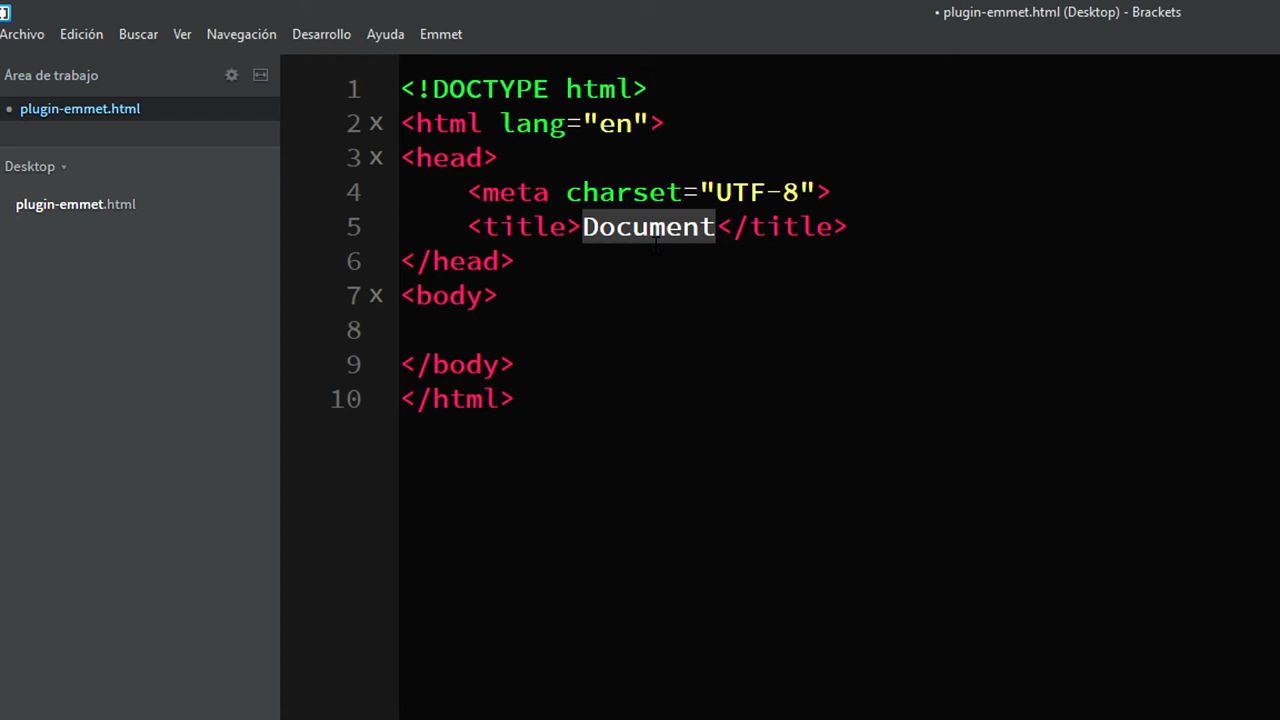 • plugin-emmet.html (Desktop) - Brackets
Archivo Edición Buscar Ver Navegación Desarrollo Ayuda Emmet
Área de trabajo
• plugin-emmet.html
Desktop
plugin-emmet.html
1 <!DOCTYPE html>
2 x <html lang="en">
3 x <head>
4 <meta charset="UTF-8">
5 <title>Document</title>
6 </head>
7 x <body>
8
9 </body>
10 </html>